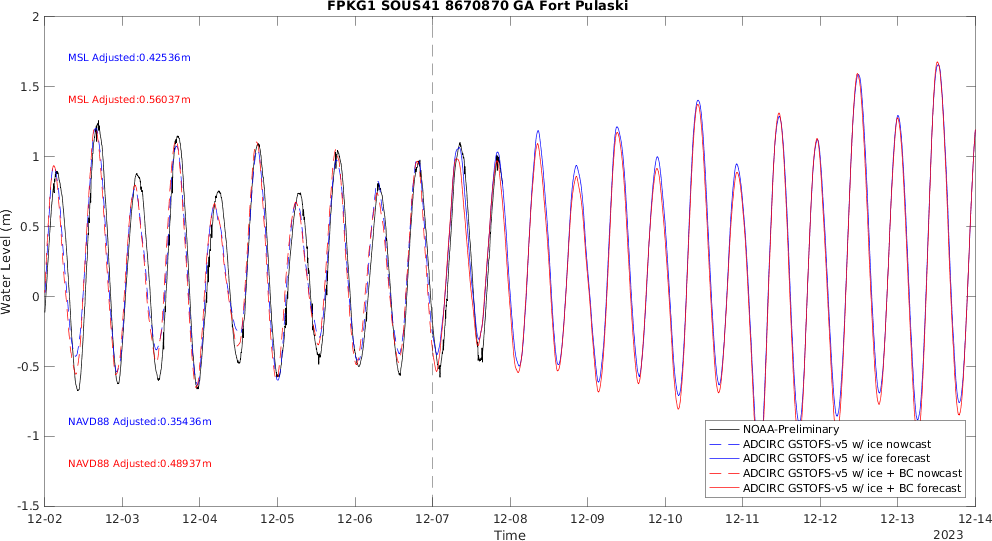 FPKG1 SOUS41 8670870 GA Fort Pulaski
2
1.5
1
0.5
0
-0.5
-1
-1.5
Water Level (m)
MSL Adjusted:0.42536m
MSL Adjusted:0.56037m
NAVD88 Adjusted:0.35436m
NAVD88 Adjusted:0.48937m
NOAA-Preliminary
ADCIRC GSTOFS-v5 w/ ice nowcast
ADCIRC GSTOFS-v5 w/ ice forecast
ADCIRC GSTOFS-v5 w/ ice + BC nowcast
ADCIRC GSTOFS-v5 w/ ice + BC forecast
12-02 12-03 12-04 12-05 12-06 12-07 12-08 12-09 12-10 12-11 12-12 12-13 12-14
Time
2023